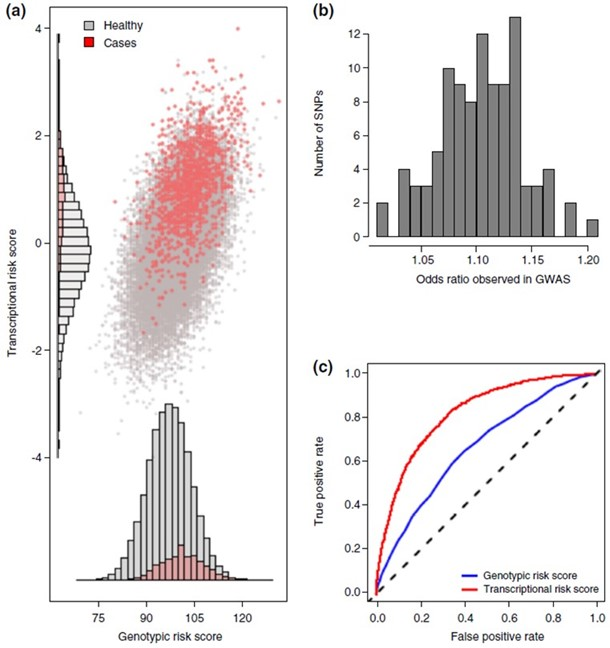 (a)
Healthy
Cases
4
2
0
-2
-4
Transcriptional risk score
75 90 105 120
Genotypic risk score
(b)
12
10
8
6
4
2
0
Number of SNPs
1.05 1.10 1.15 1.20
Odds ratio observed in GWAS
(c)
1.0
0.8
0.6
0.4
0.2
0.0
True positive rate
Genotypic risk score
Transcriptional risk score
0.0 0.2 0.4 0.6 0.8 1.0
False positive rate